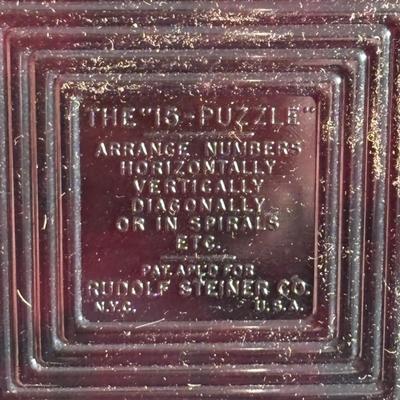 THE "15-PUZZLE"
ARRANGE NUMBERS
HORIZONTALLY
VERTICALLY
DIAGONALLY
OR IN SPIRALS
ETC.
PAT. APL'D FOR
RUDOLF STEINER CO.
N.Y.C. U.S.A.